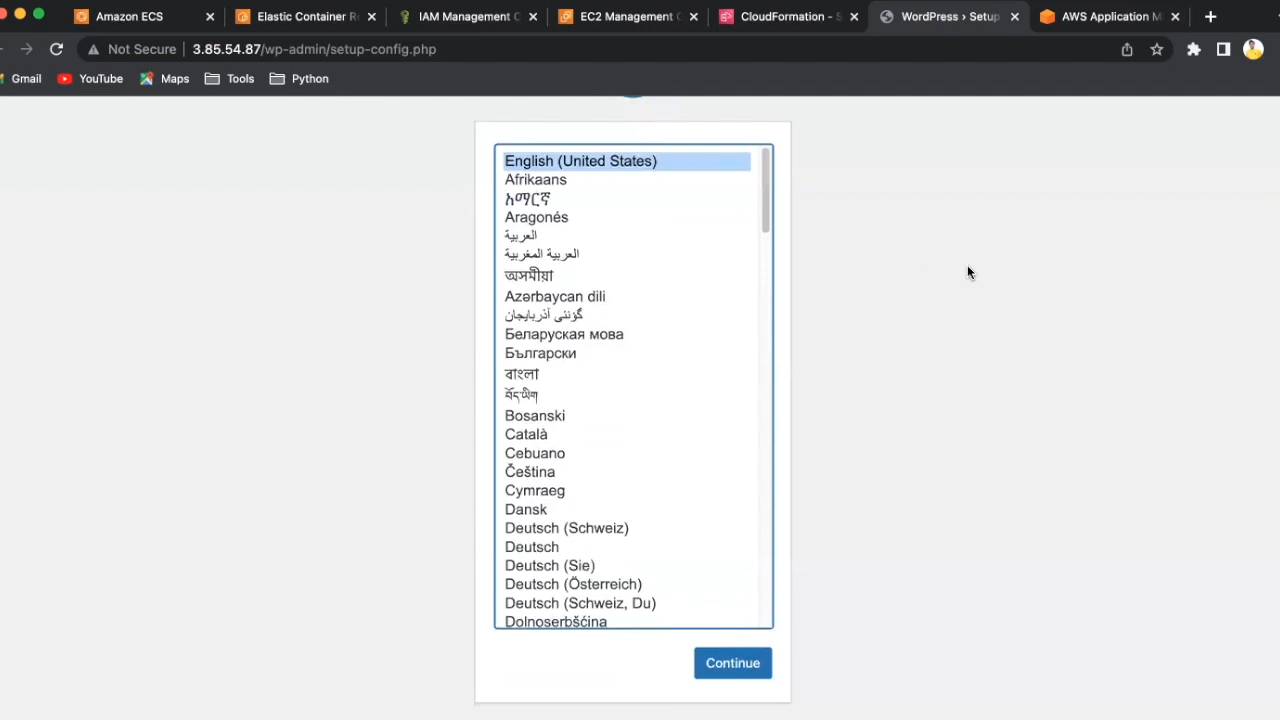 Amazon ECS
Elastic Container R
IAM Management C
EC2 Management C
CloudFormation - S
WordPress › Setup
AWS Application M
Not Secure
3.85.54.87/wp-admin/setup-config.php
Gmail
YouTube
Maps
Tools
Python
English (United States)
Afrikaans
አማርኛ
Aragonés
العربية
العربية المغربية
অসমীয়া
Azərbaycan dili
گؤنئی آذربایجان
Беларуская мова
Български
বাংলা
བོད་ཡིག
Bosanski
Català
Cebuano
Čeština
Cymraeg
Dansk
Deutsch (Schweiz)
Deutsch
Deutsch (Sie)
Deutsch (Österreich)
Deutsch (Schweiz, Du)
Dolnoserbšćina
Continue